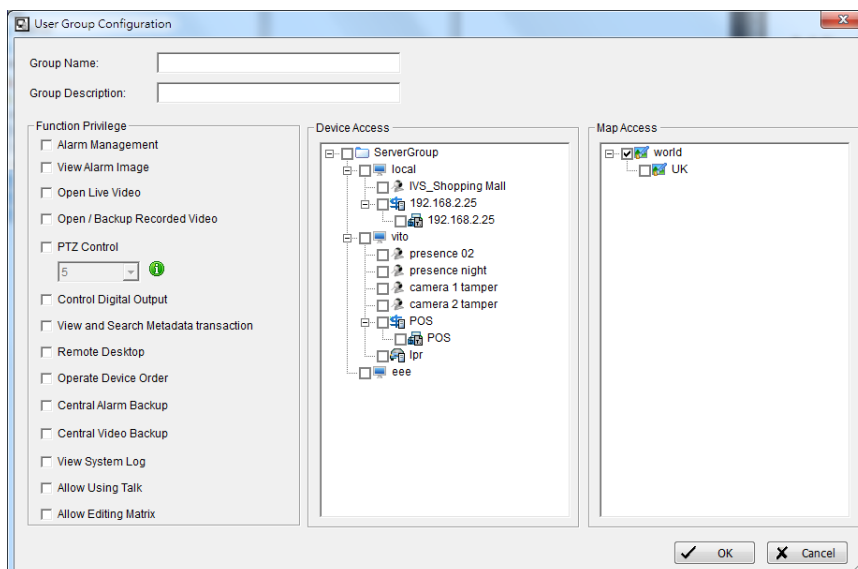 User Group Configuration
Group Name:
Group Description:
Function Privilege
Alarm Management
View Alarm Image
Open Live Video
Open / Backup Recorded Video
PTZ Control
5
Control Digital Output
View and Search Metadata transaction
Remote Desktop
Operate Device Order
Central Alarm Backup
Central Video Backup
View System Log
Allow Using Talk
Allow Editing Matrix
Device Access
ServerGroup
local
IVS_Shopping Mall
192.168.2.25
192.168.2.25
vito
presence 02
presence night
camera 1 tamper
camera 2 tamper
POS
POS
lpr
eee
Map Access
world
UK
OK
Cancel